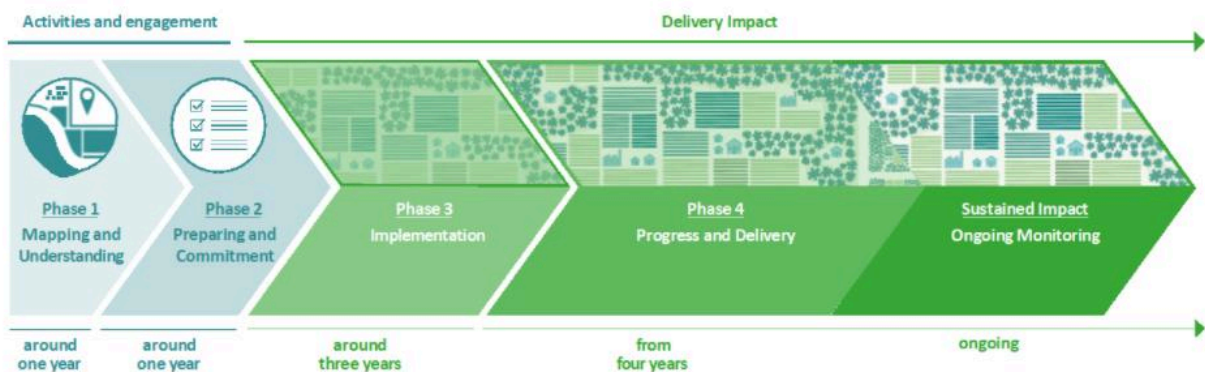 Activities and engagement
Delivery Impact
Phase 1
Mapping and
Understanding
Phase 2
Preparing and
Commitment
Phase 3
Implementation
Phase 4
Progress and Delivery
Sustained Impact
Ongoing Monitoring
around
one year
around
one year
around
three years
from
four years
ongoing